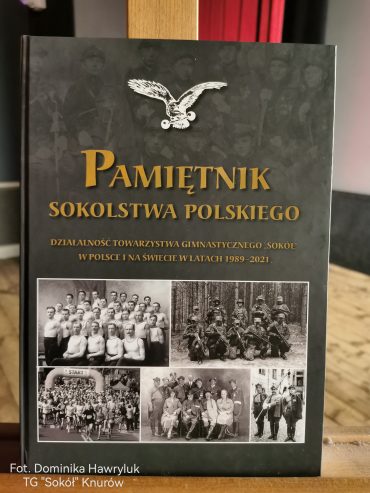 PAMIĘTNIK
SOKOLSTWA POLSKIEGO
DZIAŁALNOŚĆ TOWARZYSTWA GIMNASTYCZNEGO „SOKÓŁ”
W POLSCE I NA ŚWIECIE W LATACH 1989–2021
START
Fot. Dominika Hawryluk
TG "Sokół" Knurów